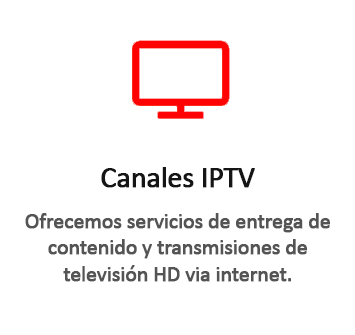 Canales IPTV
Ofrecemos servicios de entrega de
contenido y transmisiones de
televisión HD via internet.